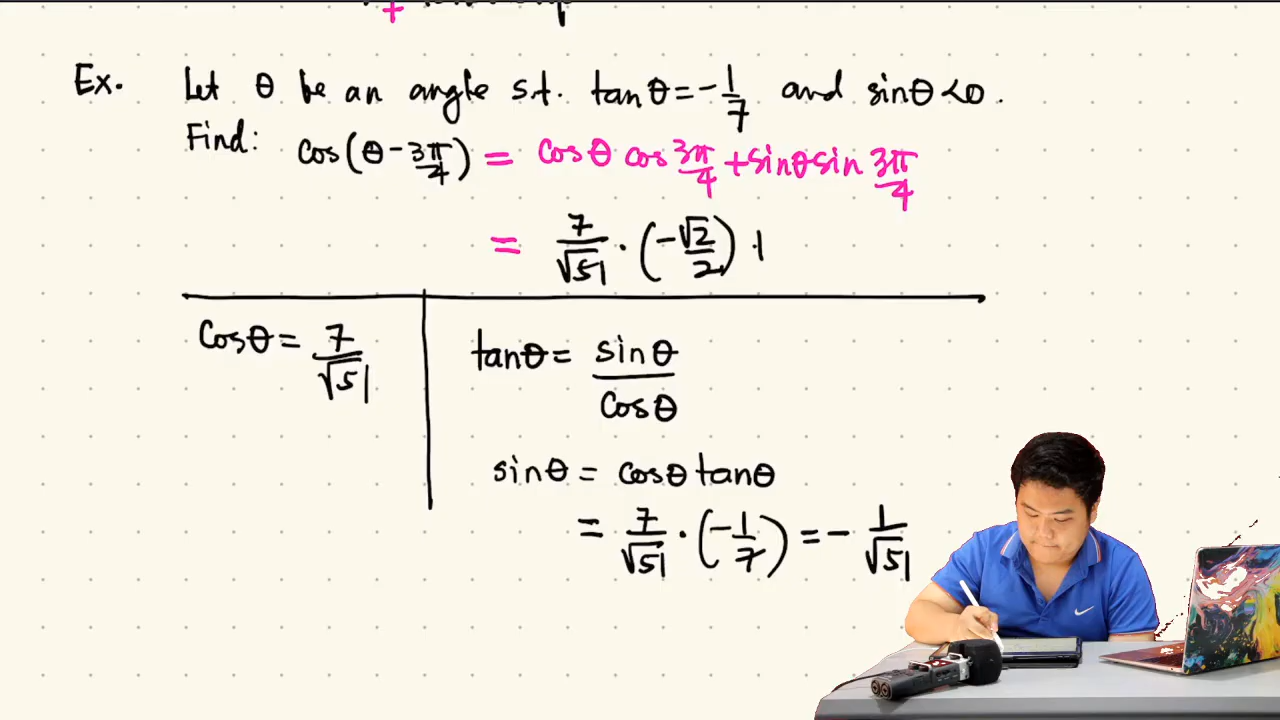 Ex. Let θ be an angle s.t. tanθ = -1/7 and sinθ<0.
Find: cos(θ - 3π/4) = cosθ cos 3π/4 + sinθ sin 3π/4
= 7/√51 · (-√2/2) +
cosθ = 7/√51
tanθ = sinθ/cosθ
sinθ = cosθ tanθ
= 7/√51 · (-1/7) = - 1/√51